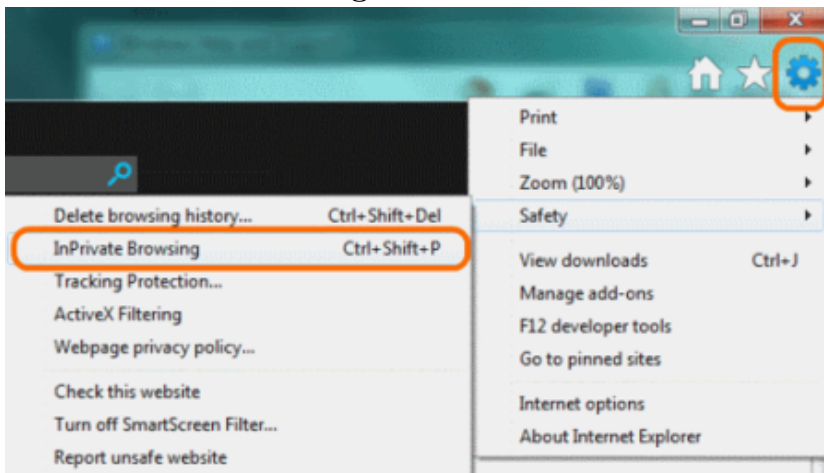 Print
File
Zoom (100%)
Safety
View downloads Ctrl+J
Manage add-ons
F12 developer tools
Go to pinned sites
Internet options
About Internet Explorer
Delete browsing history... Ctrl+Shift+Del
InPrivate Browsing Ctrl+Shift+P
Tracking Protection...
ActiveX Filtering
Webpage privacy policy...
Check this website
Turn off SmartScreen Filter...
Report unsafe website